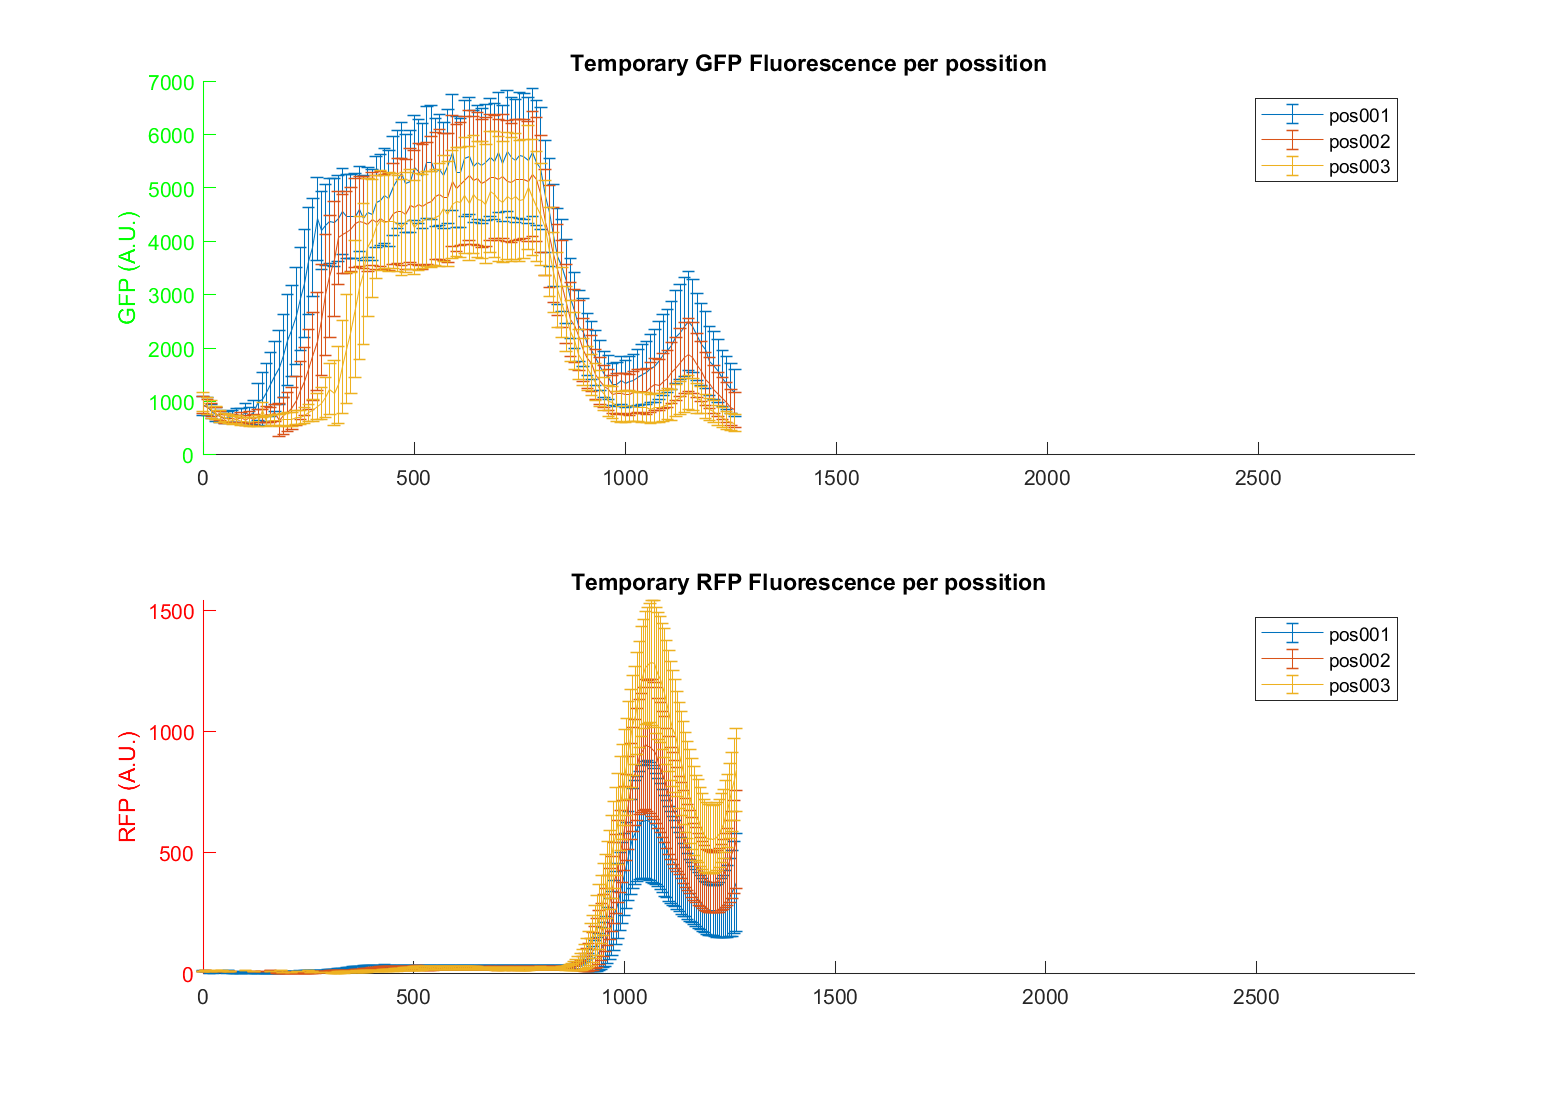 Temporary GFP Fluorescence per possition
GFP (A.U.)
7000
6000
5000
4000
3000
2000
1000
0
0 500 1000 1500 2000 2500
pos001
pos002
pos003
Temporary RFP Fluorescence per possition
RFP (A.U.)
1500
1000
500
0
0 500 1000 1500 2000 2500
pos001
pos002
pos003